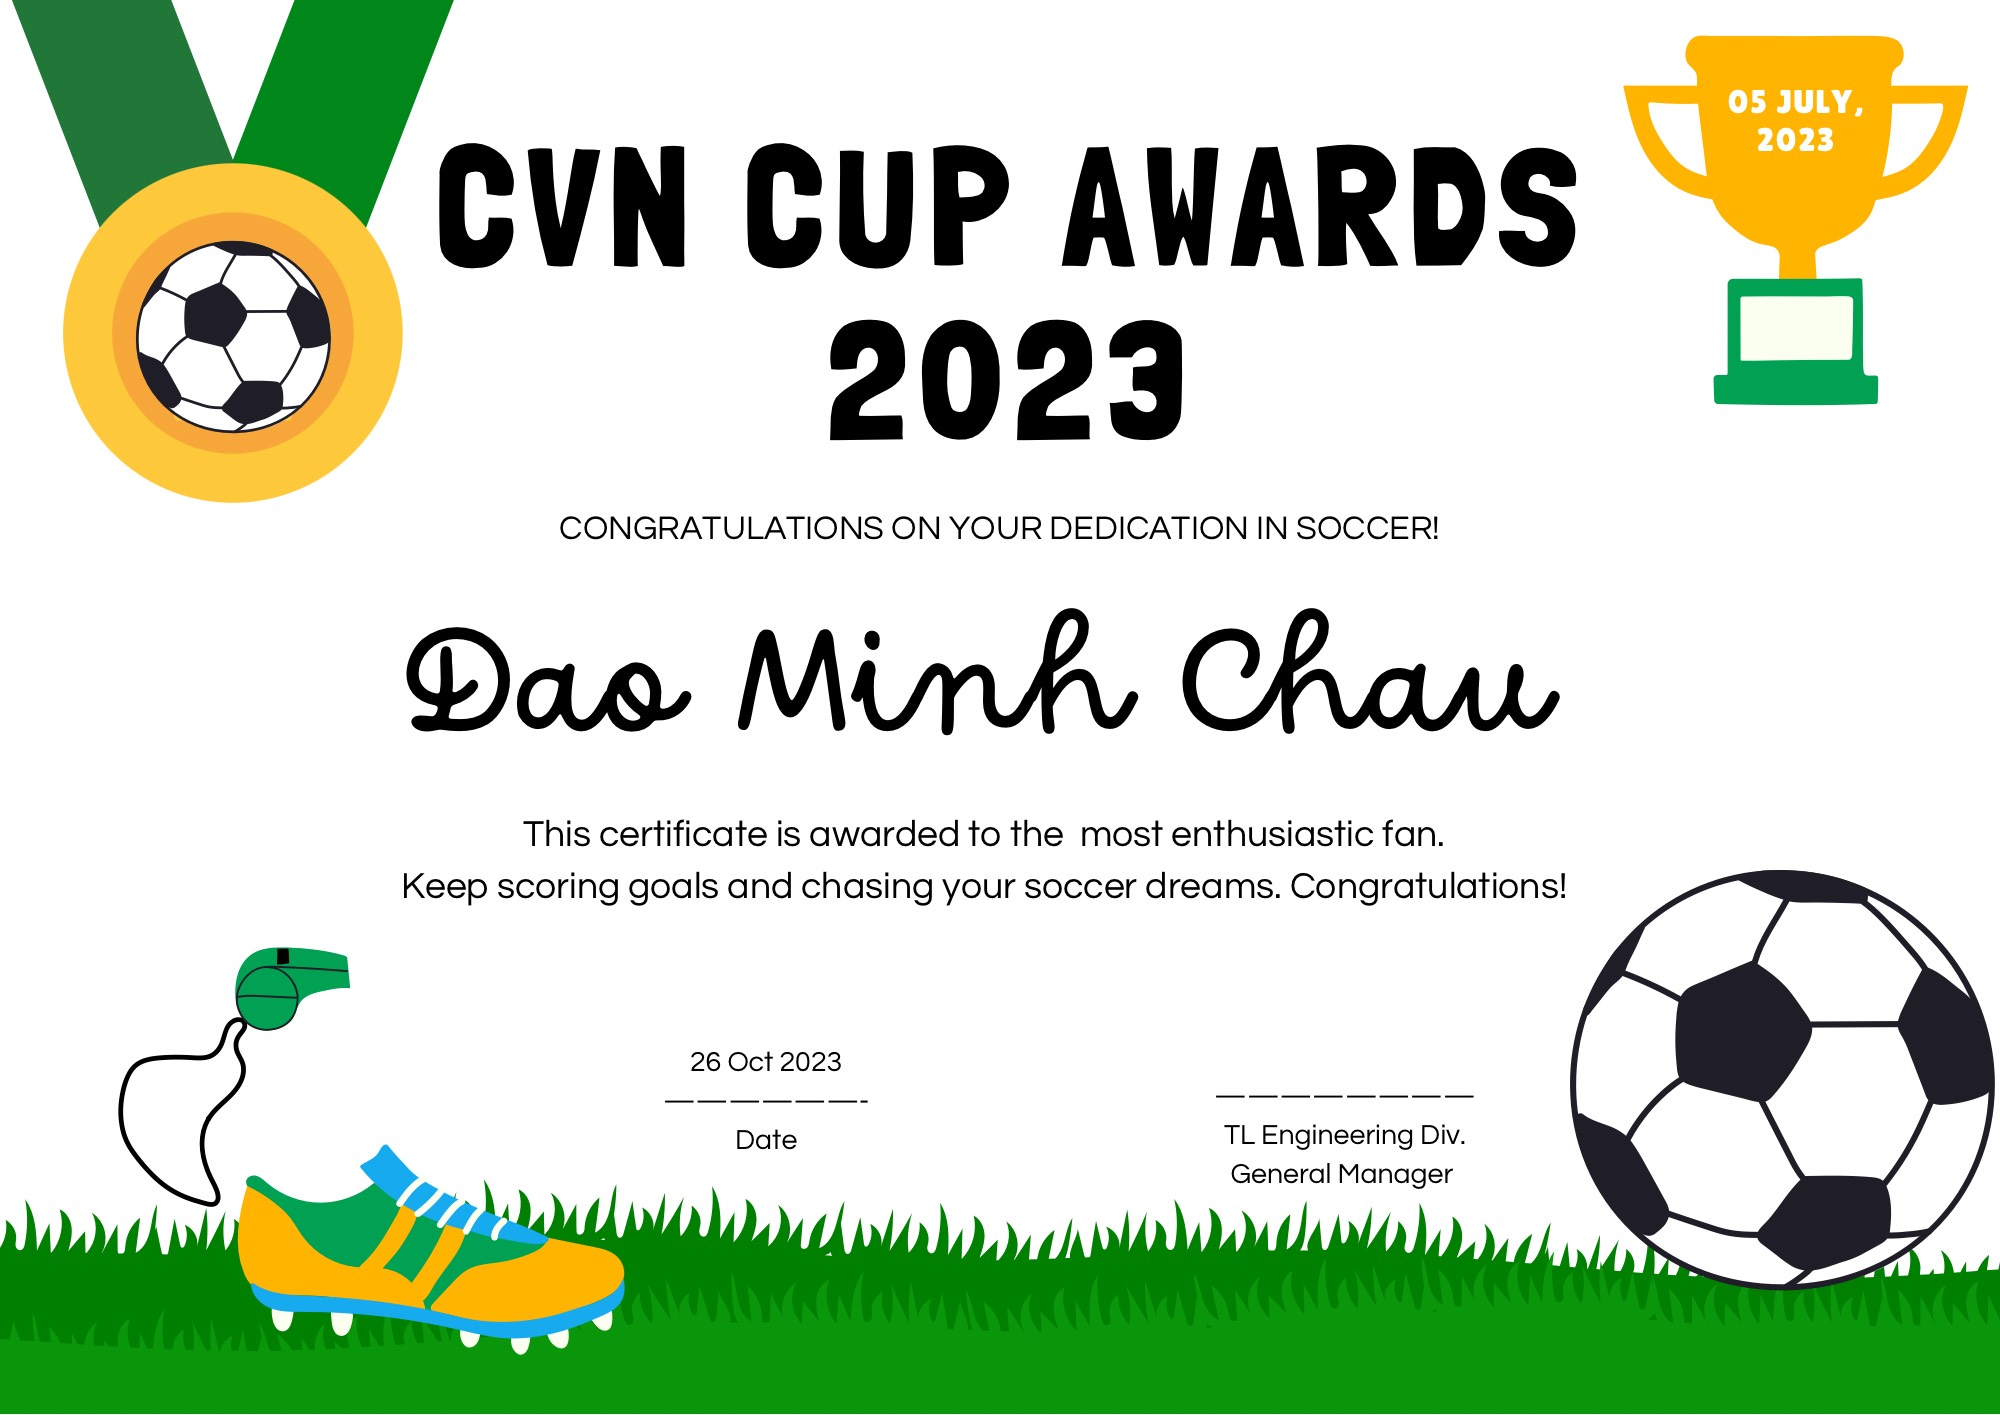 05 JULY,
2023
CVN CUP AWARDS
2023
CONGRATULATIONS ON YOUR DEDICATION IN SOCCER!
Dao Minh Chau
This certificate is awarded to the  most enthusiastic fan.
Keep scoring goals and chasing your soccer dreams. Congratulations!
26 Oct 2023
——————-
Date
————————
TL Engineering Div.
General Manager